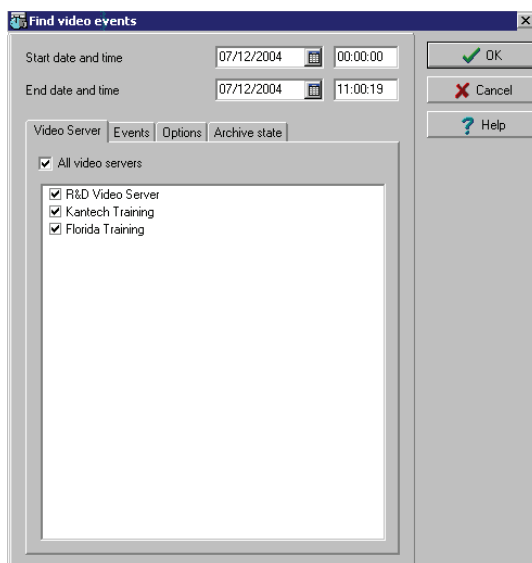 Find video events
Start date and time 07/12/2004 00:00:00 OK
End date and time 07/12/2004 11:00:19 Cancel
Help
Video Server Events Options Archive state
All video servers
R&D Video Server
Kantech Training
Florida Training